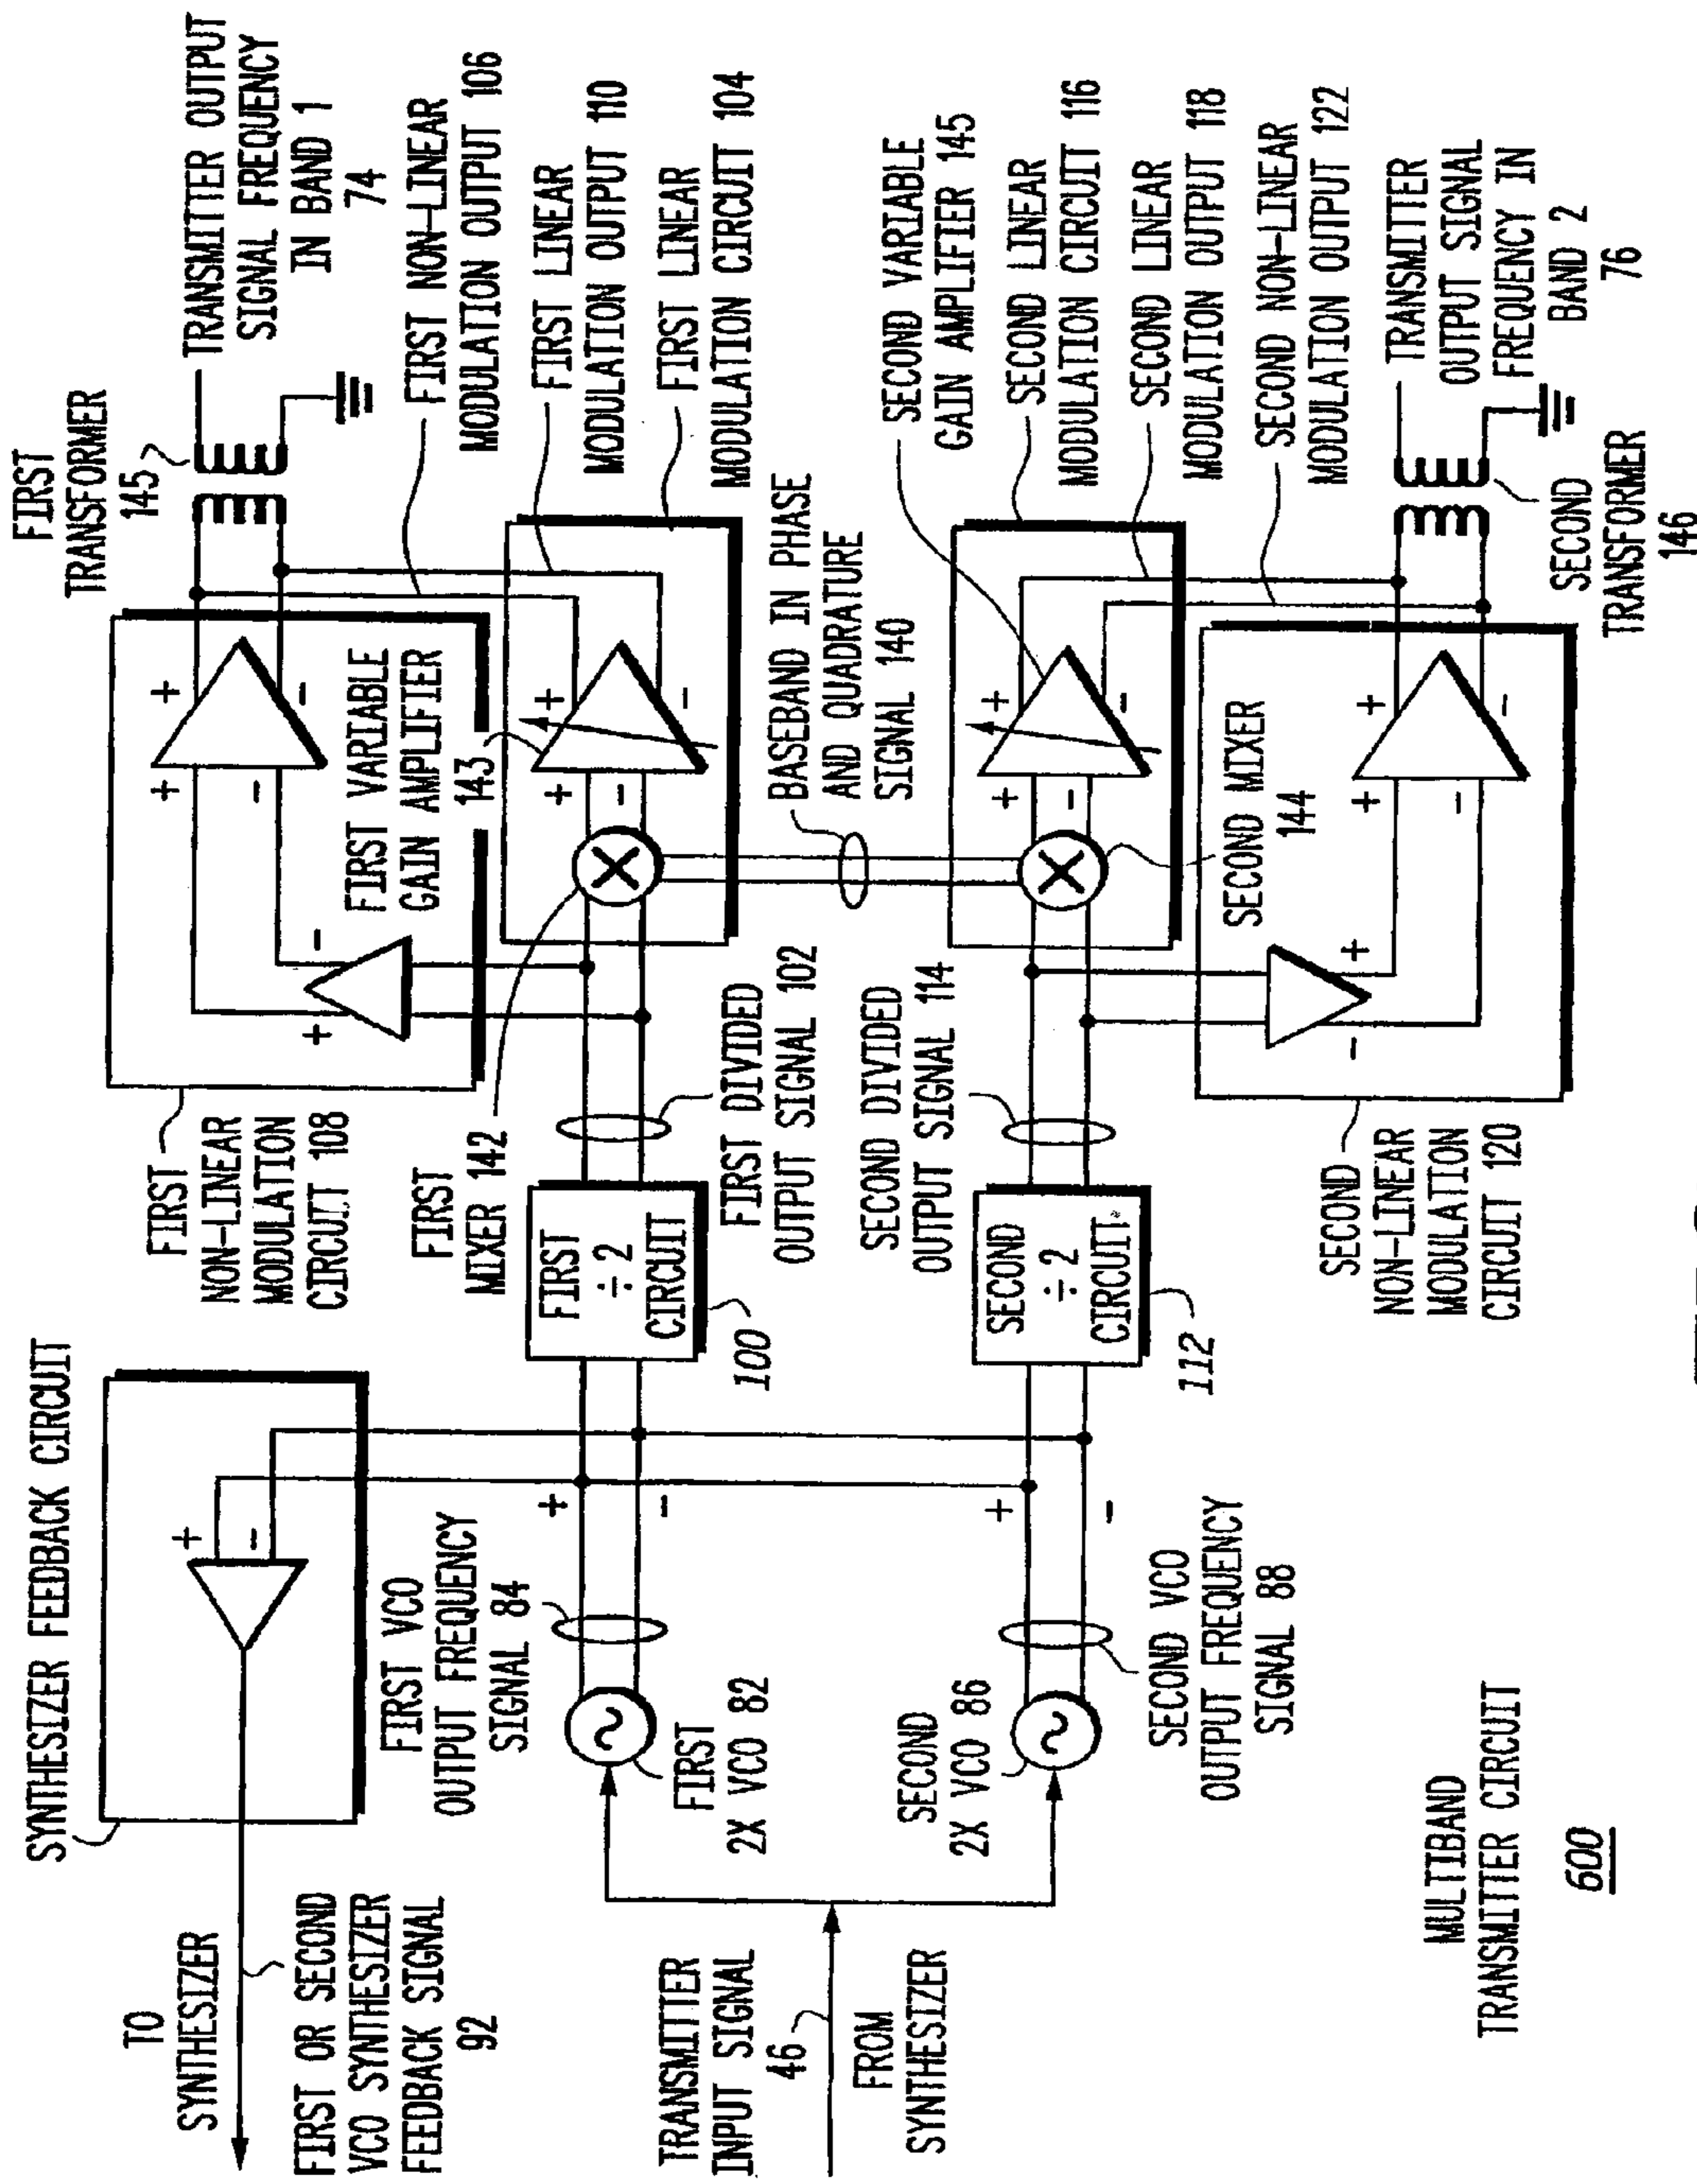 SYNTHESIZER FEEDBACK CIRCUIT
TO
SYNTHESIZER
FIRST OR SECOND
VCO SYNTHESIZER
FEEDBACK SIGNAL
92
+
-
FIRST VCO
OUTPUT FREQUENCY
SIGNAL 84
+
-
FIRST
2X VCO 82
TRANSMITTER
INPUT SIGNAL
46
FROM
SYNTHESIZER
SECOND
2X VCO 86
+
-
SECOND VCO
OUTPUT FREQUENCY
SIGNAL 88
MULTIBAND
TRANSMITTER CIRCUIT
600
FIRST
÷ 2
CIRCUIT
100
SECOND
÷ 2
CIRCUIT
112
FIRST
NON-LINEAR
MODULATION
CIRCUIT 108
FIRST
MIXER 142
FIRST DIVIDED
OUTPUT SIGNAL 102
SECOND DIVIDED
OUTPUT SIGNAL 114
SECOND
NON-LINEAR
MODULATION
CIRCUIT 120
+
-
+
-
+
-
FIRST VARIABLE
GAIN AMPLIFIER
143
+
-
+
-
BASEBAND IN PHASE
AND QUADRATURE
SIGNAL 140
+
-
+
-
SECOND MIXER
144
-
+
+
-
+
-
FIRST
TRANSFORMER
145
TRANSMITTER OUTPUT
SIGNAL FREQUENCY
IN BAND 1
74
FIRST NON-LINEAR
MODULATION OUTPUT 106
FIRST LINEAR
MODULATION OUTPUT 110
FIRST LINEAR
MODULATION CIRCUIT 104
SECOND VARIABLE
GAIN AMPLIFIER 145
SECOND LINEAR
MODULATION CIRCUIT 116
SECOND LINEAR
MODULATION OUTPUT 118
SECOND NON-LINEAR
MODULATION OUTPUT 122
TRANSMITTER
OUTPUT SIGNAL
FREQUENCY IN
BAND 2
76
SECOND
TRANSFORMER
146